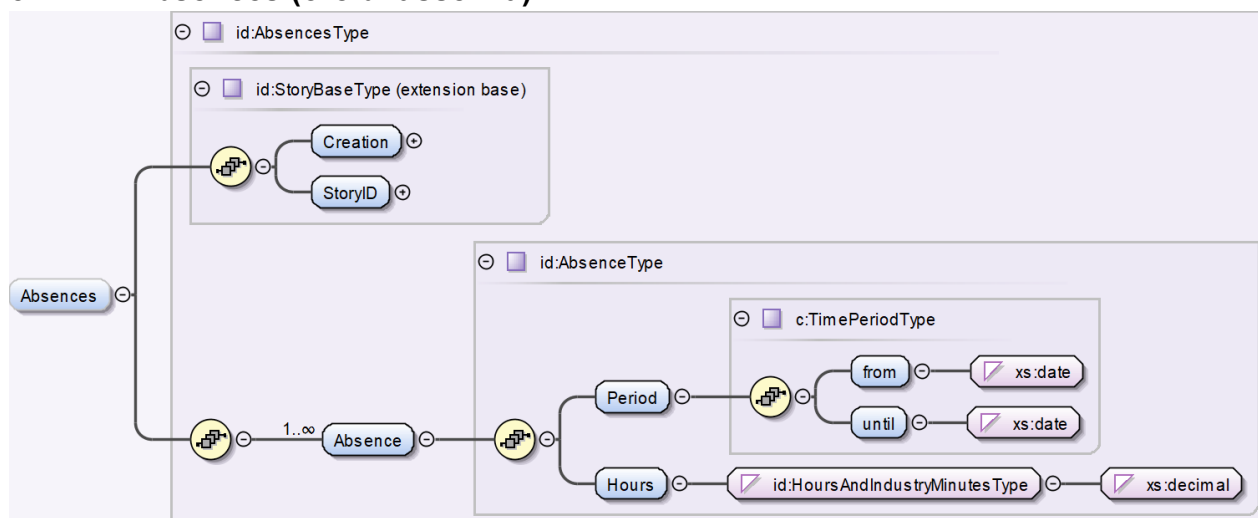 id:AbsencesType
id:StoryBaseType (extension base)
Creation
StoryID
id:AbsenceType
Absences
c:TimePeriodType
from
xs:date
Period
until
xs:date
1..∞
Absence
Hours
id:HoursAndIndustryMinutesType
xs:decimal